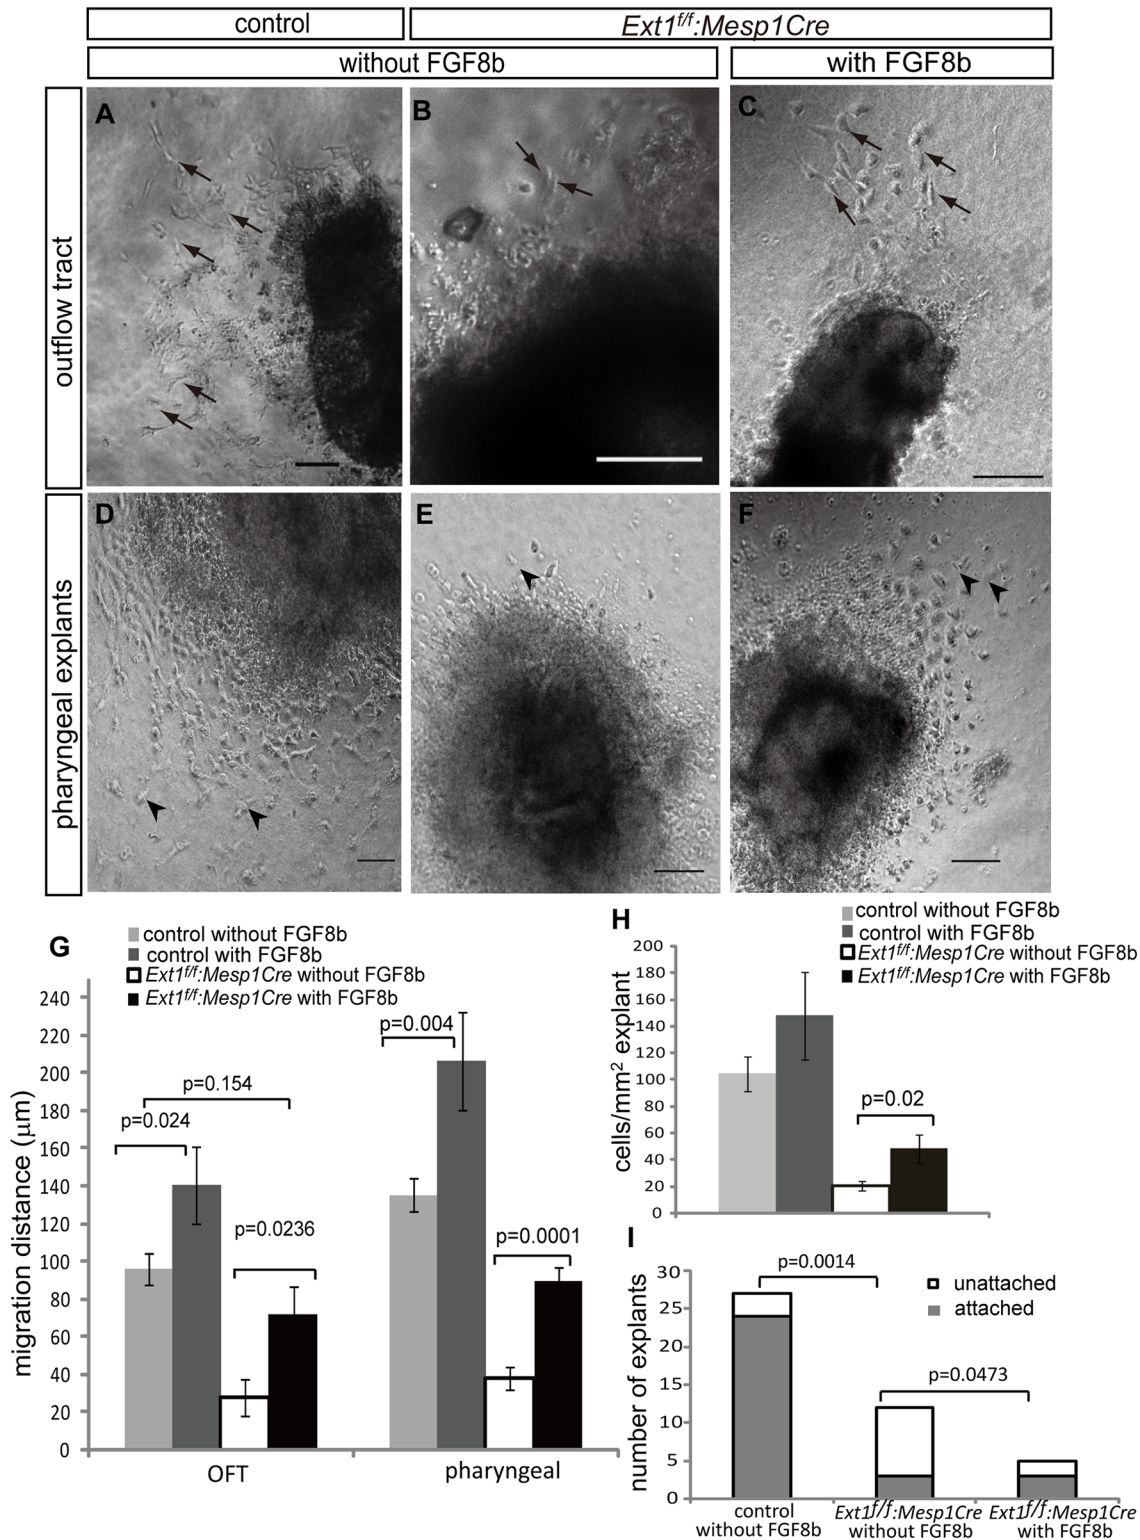 control
Ext1f/f:Mesp1Cre
without FGF8b
with FGF8b
outflow tract
A
B
C
pharyngeal explants
D
E
F
G
control without FGF8b
control with FGF8b
Ext1f/f:Mesp1Cre without FGF8b
Ext1f/f:Mesp1Cre with FGF8b
migration distance (μm)
240
220
200
180
160
140
120
100
80
60
40
20
0
p=0.024
p=0.154
p=0.0236
p=0.004
p=0.0001
OFT
pharyngeal
H
control without FGF8b
control with FGF8b
Ext1f/f:Mesp1Cre without FGF8b
Ext1f/f:Mesp1Cre with FGF8b
cells/mm2 explant
200
180
160
140
120
100
80
60
40
20
0
p=0.02
I
number of explants
30
25
20
15
10
5
0
p=0.0014
p=0.0473
unattached
attached
control
without FGF8b
Ext1f/f:Mesp1Cre
without FGF8b
Ext1f/f:Mesp1Cre
with FGF8b